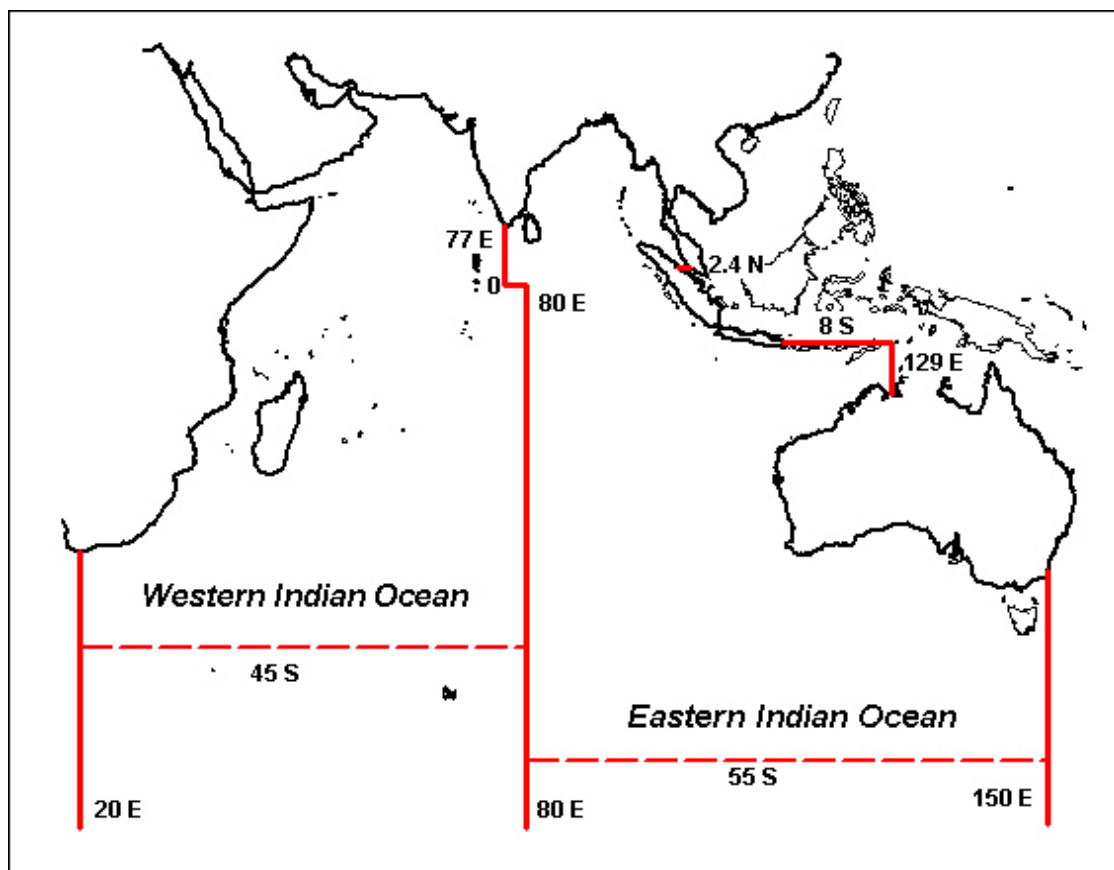 77 E
2.4 N
0
80 E
8 S
129 E
Western Indian Ocean
45 S
Eastern Indian Ocean
55 S
20 E
80 E
150 E